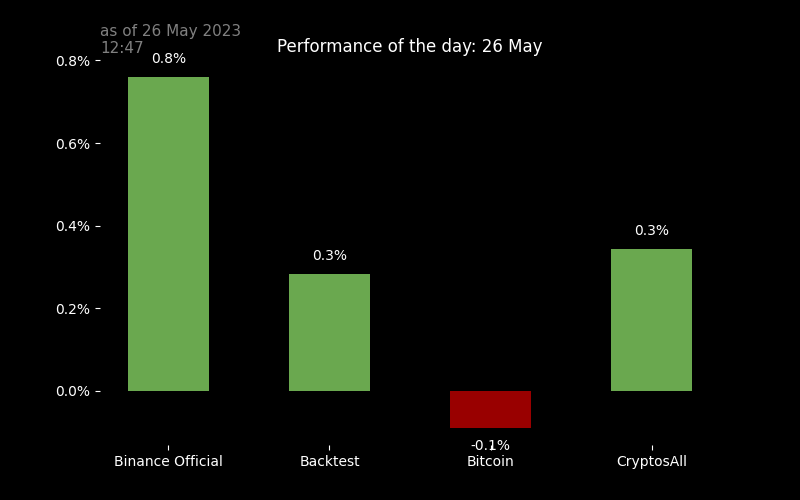 as of 26 May 2023
12:47
Performance of the day: 26 May
0.8%
0.8%
0.6%
0.4%
0.3%
0.3%
0.2%
0.0%
-0.1%
Binance Official
Backtest
Bitcoin
CryptosAll